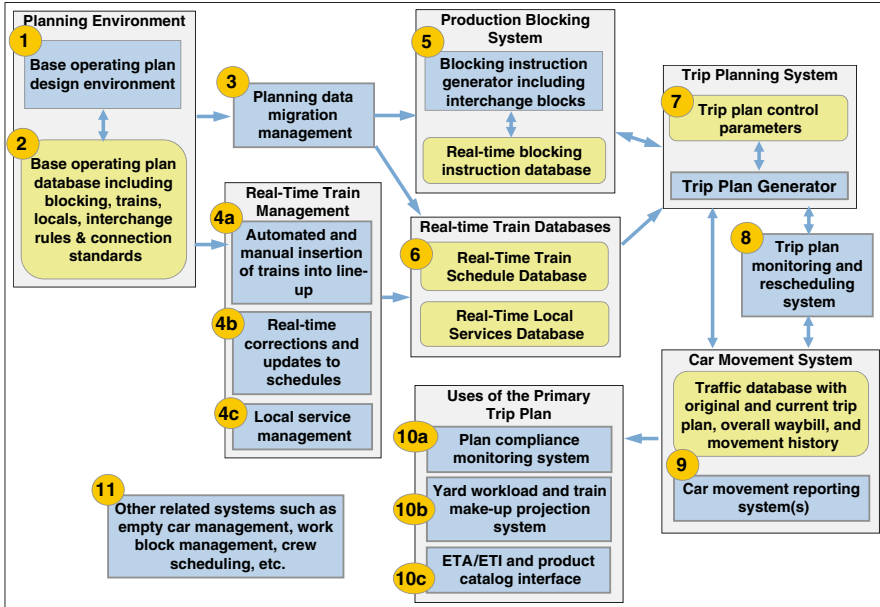 Planning Environment
1
Base operating plan
design environment
2
Base operating plan
database including
blocking, trains,
locals, interchange
rules & connection
standards
3
Planning data
migration
management
Real-Time Train
Management
4a
Automated and
manual insertion
of trains into line-
up
4b
Real-time
corrections and
updates to
schedules
4c
Local service
management
Production Blocking
System
5
Blocking instruction
generator including
interchange blocks
Real-time blocking
instruction database
Real-time Train Databases
6
Real-Time Train
Schedule Database
Real-Time Local
Services Database
Trip Planning System
7
Trip plan control
parameters
Trip Plan Generator
8
Trip plan
monitoring and
rescheduling
system
Car Movement System
Traffic database with
original and current trip
plan, overall waybill, and
movement history
9
Car movement reporting
system(s)
Uses of the Primary
Trip Plan
10a
Plan compliance
monitoring system
10b
Yard workload and train
make-up projection
system
10c
ETA/ETI and product
catalog interface
11
Other related systems such as
empty car management, work
block management, crew
scheduling, etc.